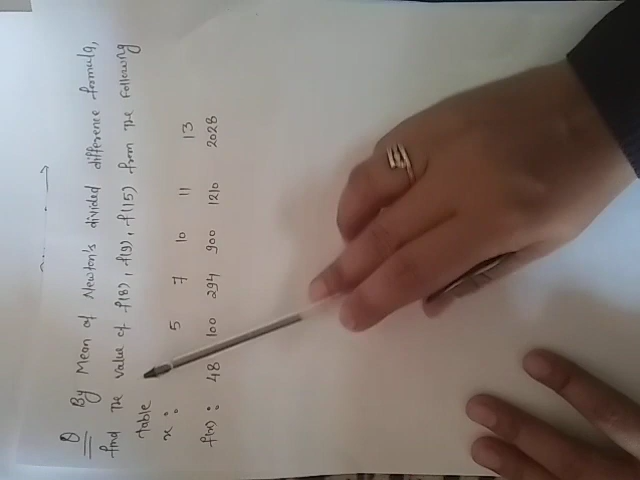 Q By Mean of Newton's divided difference formula,
find the value of f(8), f(9), f(15) from the following
table
x: 5 7 10 11 13
f(x): 48 100 294 900 1210 2028